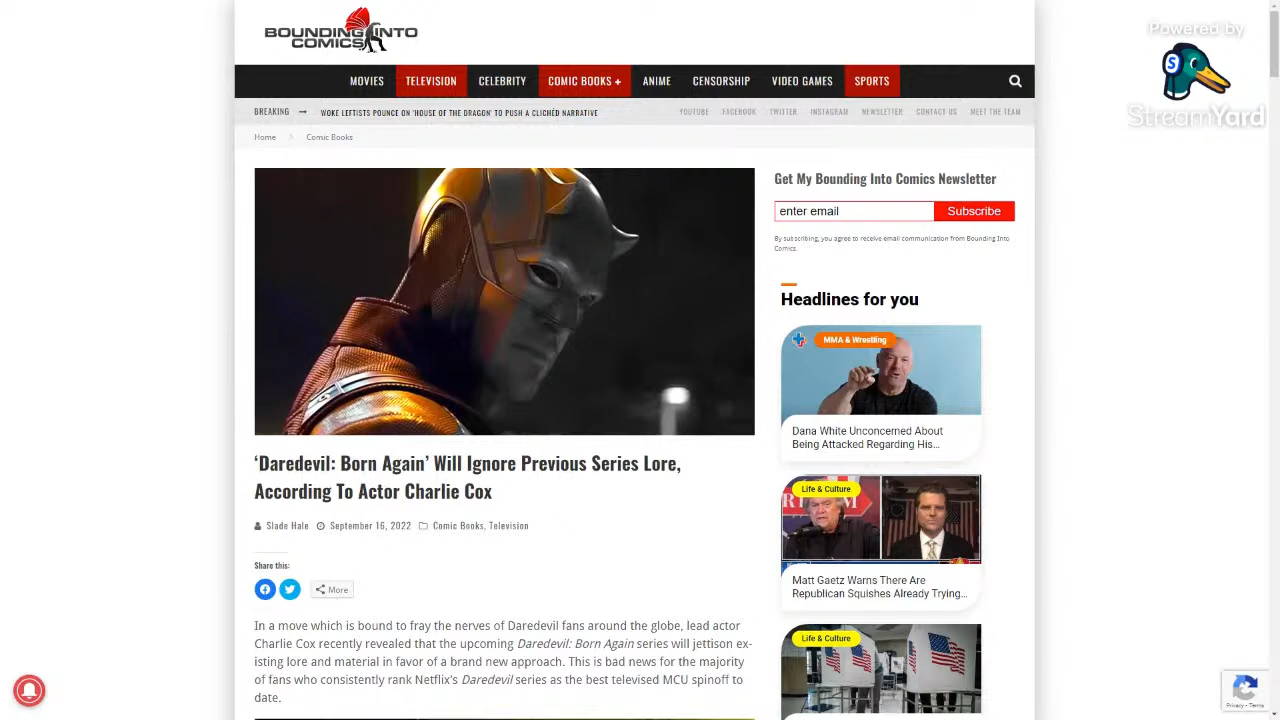 BOUNDING INTO
COMICS
Powered by
S
StreamYard
MOVIES TELEVISION CELEBRITY COMIC BOOKS + ANIME CENSORSHIP VIDEO GAMES SPORTS
BREAKING WOKE LEFTISTS POUNCE ON 'HOUSE OF THE DRAGON' TO PUSH A CLICHÉD NARRATIVE YOUTUBE FACEBOOK TWITTER INSTAGRAM NEWSLETTER CONTACT US MEET THE TEAM
Home Comic Books
Get My Bounding Into Comics Newsletter
enter email Subscribe
By subscribing, you agree to receive email communication from Bounding Into
Comics.
Headlines for you
MMA & Wrestling
Dana White Unconcerned About
Being Attacked Regarding His...
Life & Culture
Matt Gaetz Warns There Are
Republican Squishes Already Trying...
Life & Culture
‘Daredevil: Born Again’ Will Ignore Previous Series Lore,
According To Actor Charlie Cox
Slade Hale September 16, 2022 Comic Books, Television
Share this:
More
In a move which is bound to fray the nerves of Daredevil fans around the globe, lead actor
Charlie Cox recently revealed that the upcoming Daredevil: Born Again series will jettison ex-
isting lore and material in favor of a brand new approach. This is bad news for the majority
of fans who consistently rank Netflix's Daredevil series as the best televised MCU spinoff to
date.
Privacy - Terms